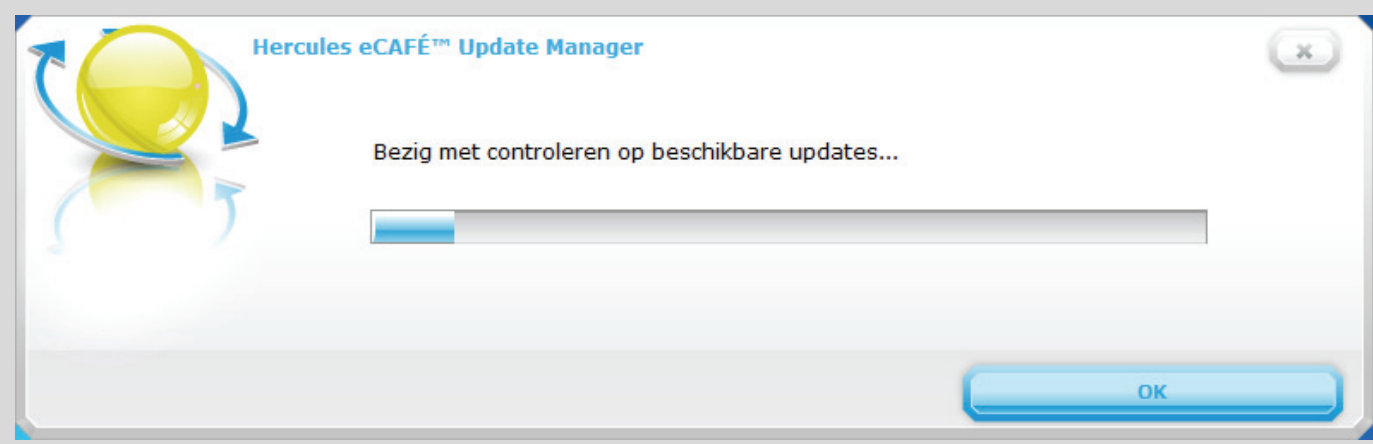 Hercules eCAFÉ™ Update Manager
Bezig met controleren op beschikbare updates...
OK